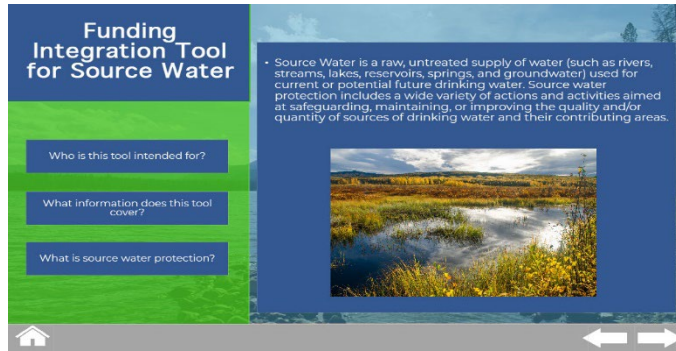 Funding
Integration Tool
for Source Water
Who is this tool intended for?
What information does this tool
cover?
What is source water protection?
• Source Water is a raw, untreated supply of water (such as rivers,
streams, lakes, reservoirs, springs, and groundwater) used for
current or potential future drinking water. Source water
protection includes a wide variety of actions and activities aimed
at safeguarding, maintaining, or improving the quality and/or
quantity of sources of drinking water and their contributing areas.